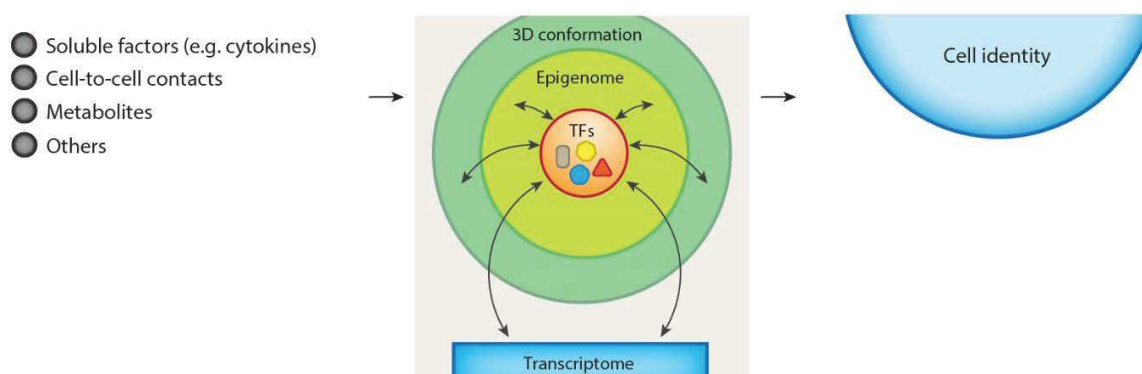 Soluble factors (e.g. cytokines)
Cell-to-cell contacts
Metabolites
Others
3D conformation
Epigenome
TFs
Transcriptome
Cell identity